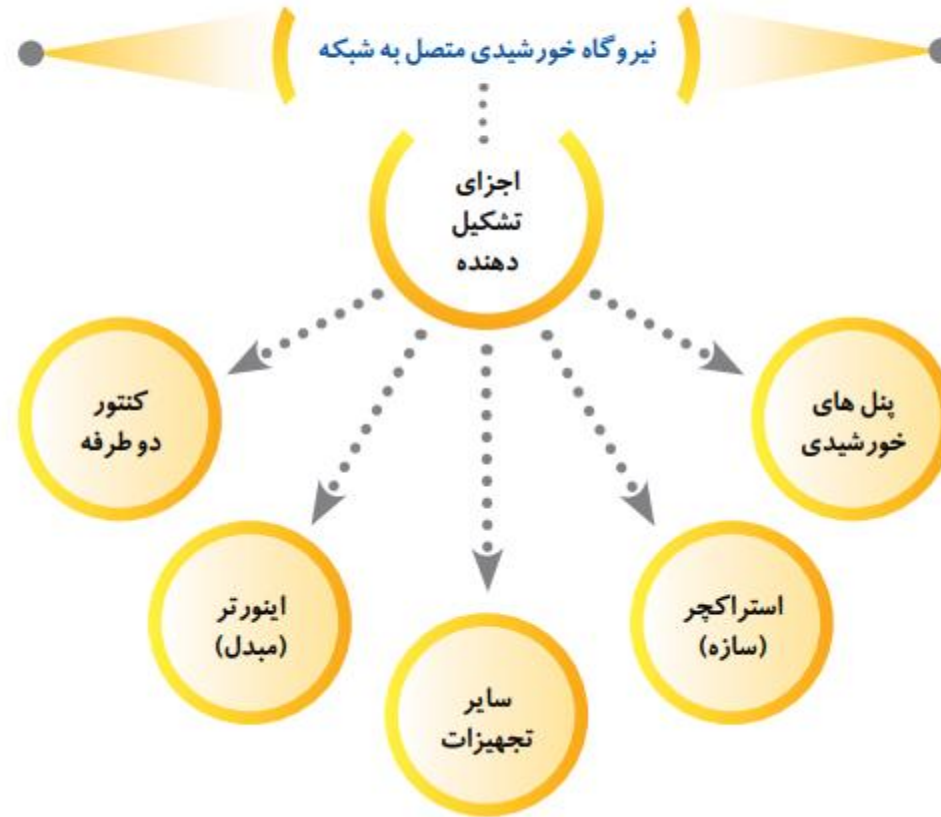 نیروگاه خورشیدی متصل به شبکه
اجزای
تشکیل
دهنده
پنل های
خورشیدی
استراکچر
(سازه)
سایر
تجهیزات
اینورتر
(مبدل)
کنتور
دو طرفه